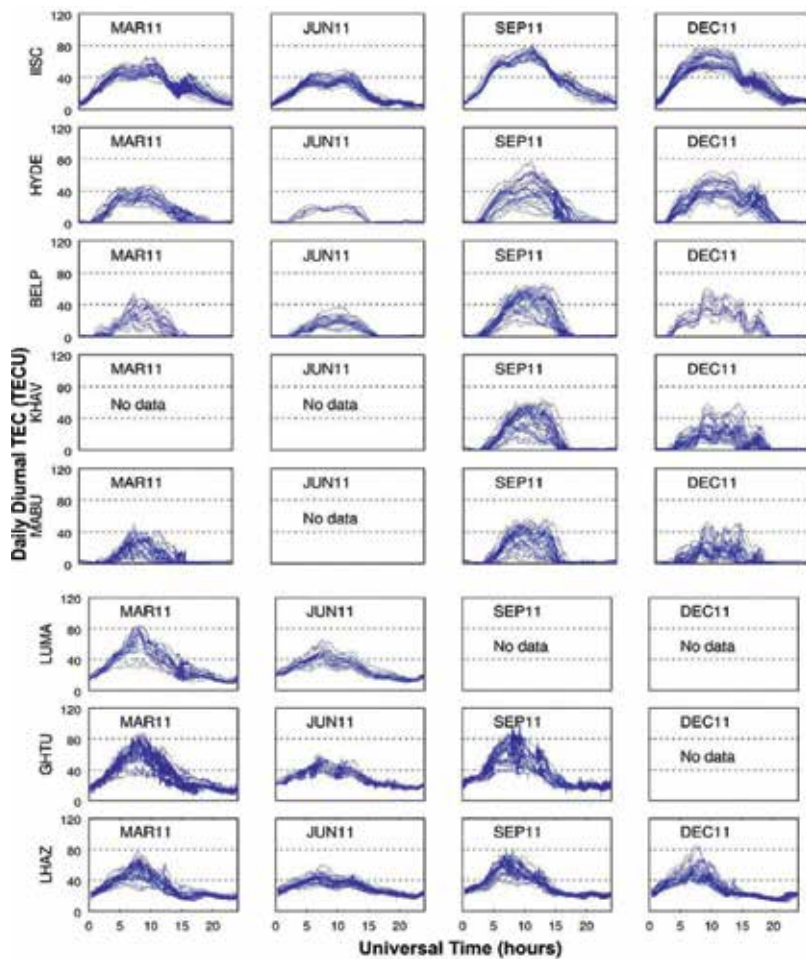 Daily Diurnal TEC (TECU)
IISC
120
80
40
0
MAR11
JUN11
SEP11
DEC11
HYDE
120
80
40
0
MAR11
JUN11
SEP11
DEC11
BELP
120
80
40
0
MAR11
JUN11
SEP11
DEC11
KHAV
120
80
40
0
MAR11
No data
JUN11
No data
SEP11
DEC11
MABU
120
80
40
0
MAR11
JUN11
No data
SEP11
DEC11
LUMA
120
80
40
0
MAR11
JUN11
SEP11
No data
DEC11
No data
GHTU
120
80
40
0
MAR11
JUN11
SEP11
DEC11
No data
LHAZ
120
80
40
0
MAR11
JUN11
SEP11
DEC11
0 5 10 15 20 0 5 10 15 20 0 5 10 15 20 0 5 10 15 20
Universal Time (hours)